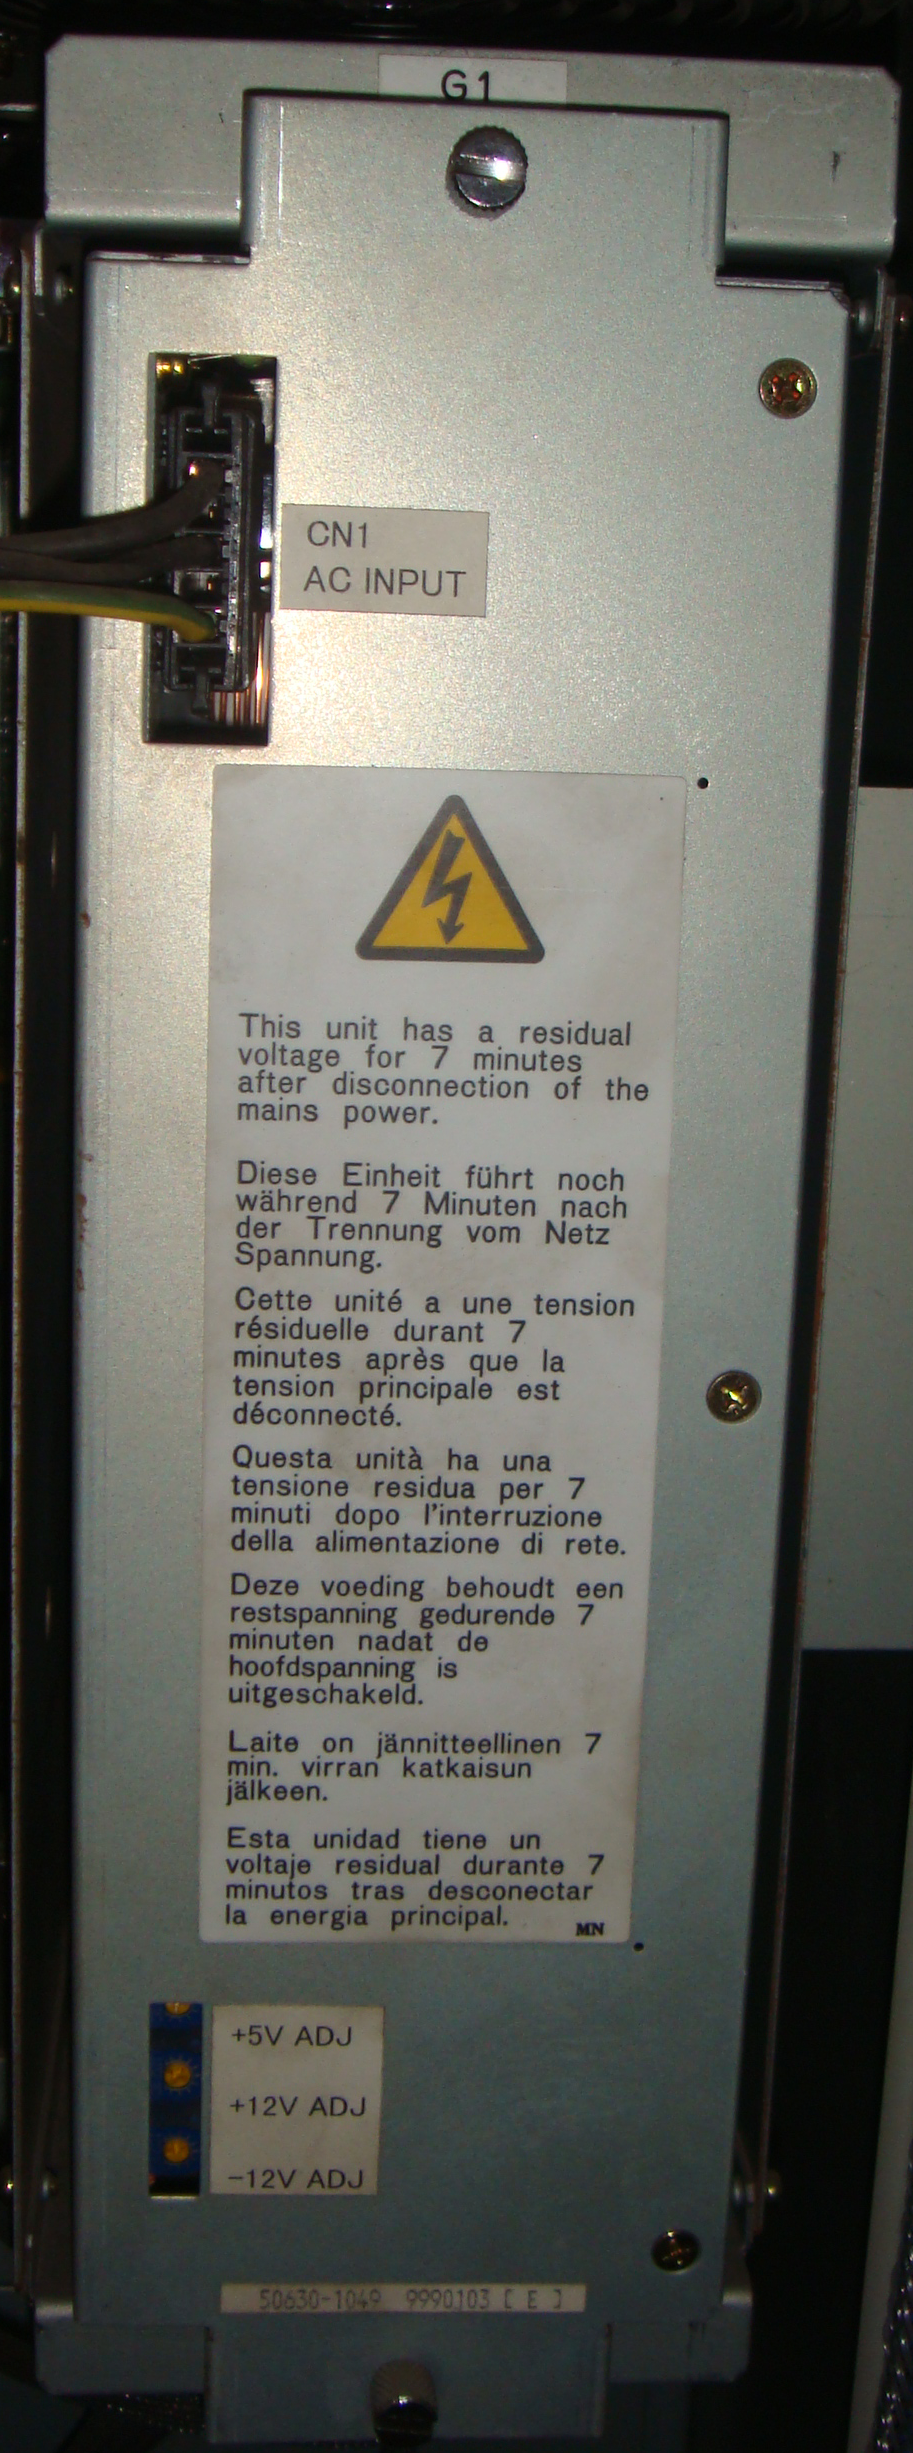 G1
CN1
AC INPUT
This unit has a residual
voltage for 7 minutes
after disconnection of the
mains power.
Diese Einheit führt noch
während 7 Minuten nach
der Trennung vom Netz
Spannung.
Cette unité a une tension
résiduelle durant 7
minutes après que la
tension principale est
déconnecté.
Questa unità ha una
tensione residua per 7
minuti dopo l'interruzione
della alimentazione di rete.
Deze voeding behoudt een
restspanning gedurende 7
minuten nadat de
hoofdspanning is
uitgeschakeld.
Laite on jännitteellinen 7
min. virran katkaisun
jälkeen.
Esta unidad tiene un
voltaje residual durante 7
minutos tras desconectar
la energia principal.
MN
+5V ADJ
+12V ADJ
-12V ADJ
50630-1049 9990103 [ E ]